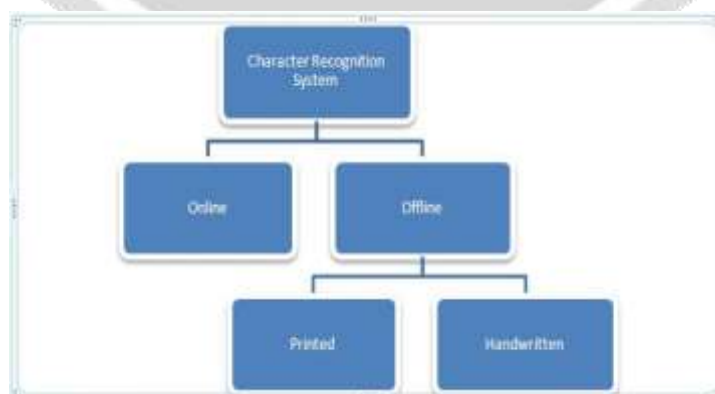 Character Recognition
System
Online
Offline
Printed
Handwritten